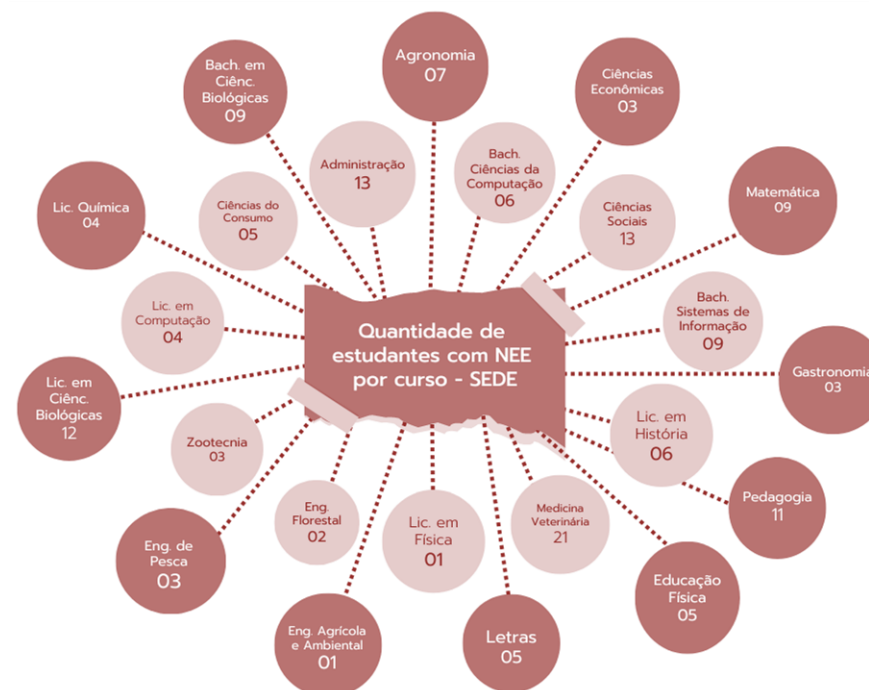 Agronomia
07
Bach. em
Ciênc.
Biológicas
09
Ciências
Econômicas
03
Administração
13
Bach.
Ciências da
Computação
06
Lic. Química
04
Ciências do
Consumo
05
Ciências
Sociais
13
Matemática
09
Lic. em
Computação
04
Bach.
Sistemas de
Informação
09
Quantidade de
estudantes com NEE
por curso - SEDE
Gastronomia
03
Lic. em
Ciênc.
Biológicas
12
Lic. em
História
06
Zootecnia
03
Pedagogia
11
Eng.
Florestal
02
Lic. em
Física
01
Medicina
Veterinária
21
Eng. de
Pesca
03
Educação
Física
05
Eng. Agrícola
e Ambiental
01
Letras
05